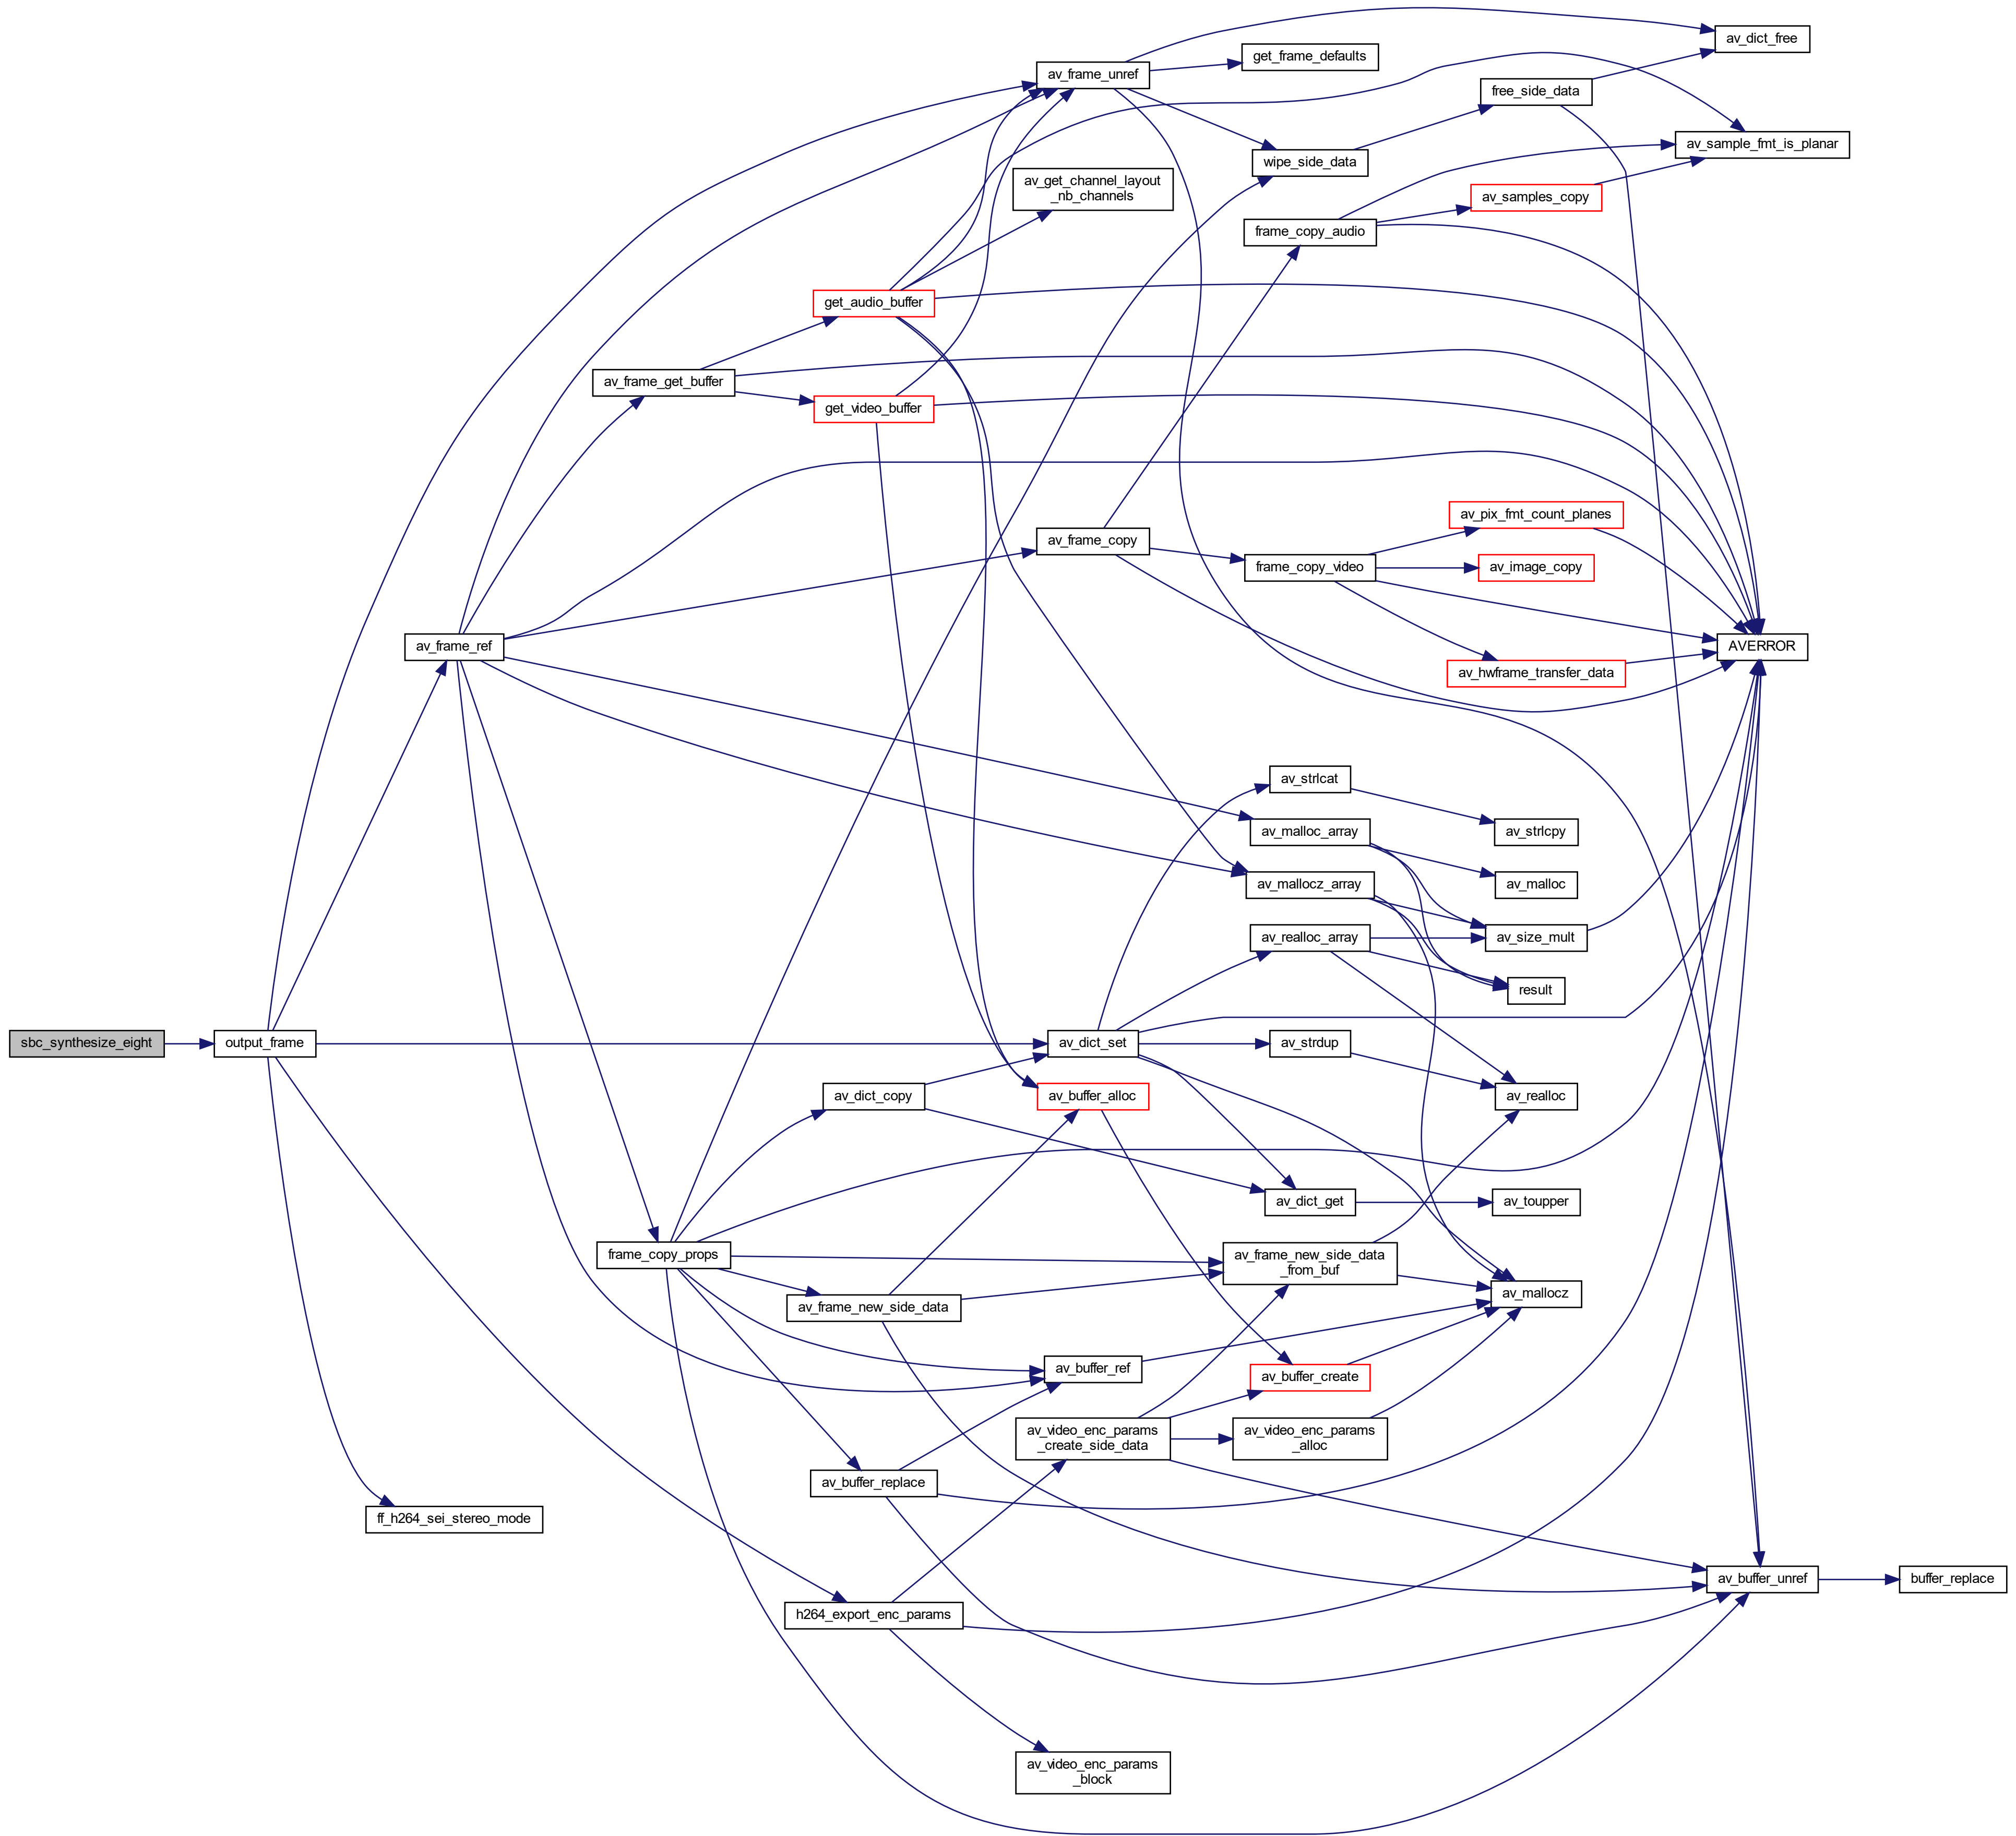 av_dict_free
get_frame_defaults
av_frame_unref
free_side_data
av_sample_fmt_is_planar
wipe_side_data
av_get_channel_layout
_nb_channels
av_samples_copy
frame_copy_audio
get_audio_buffer
av_frame_get_buffer
get_video_buffer
av_pix_fmt_count_planes
av_frame_copy
frame_copy_video
av_image_copy
av_frame_ref
AVERROR
av_hwframe_transfer_data
av_strlcat
av_malloc_array
av_strlcpy
av_mallocz_array
av_malloc
av_realloc_array
av_size_mult
result
sbc_synthesize_eight
output_frame
av_dict_set
av_strdup
av_dict_copy
av_buffer_alloc
av_realloc
av_dict_get
av_toupper
frame_copy_props
av_frame_new_side_data
_from_buf
av_frame_new_side_data
av_mallocz
av_buffer_ref
av_buffer_create
av_video_enc_params
_create_side_data
av_video_enc_params
_alloc
av_buffer_replace
ff_h264_sei_stereo_mode
av_buffer_unref
buffer_replace
h264_export_enc_params
av_video_enc_params
_block